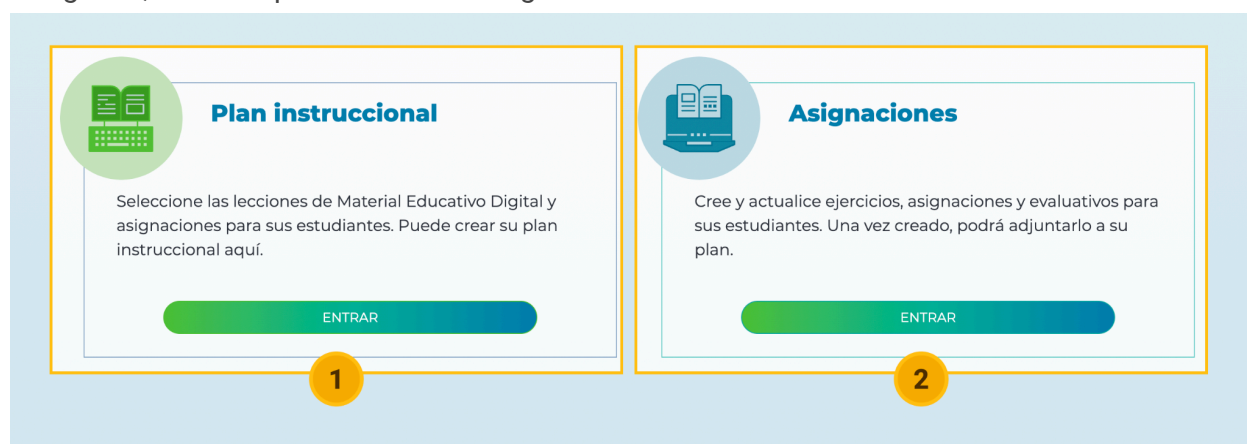 Plan instruccional
Seleccione las lecciones de Material Educativo Digital y
asignaciones para sus estudiantes. Puede crear su plan
instruccional aquí.
ENTRAR
1
Asignaciones
Cree y actualice ejercicios, asignaciones y evaluativos para
sus estudiantes. Una vez creado, podrá adjuntarlo a su
plan.
ENTRAR
2